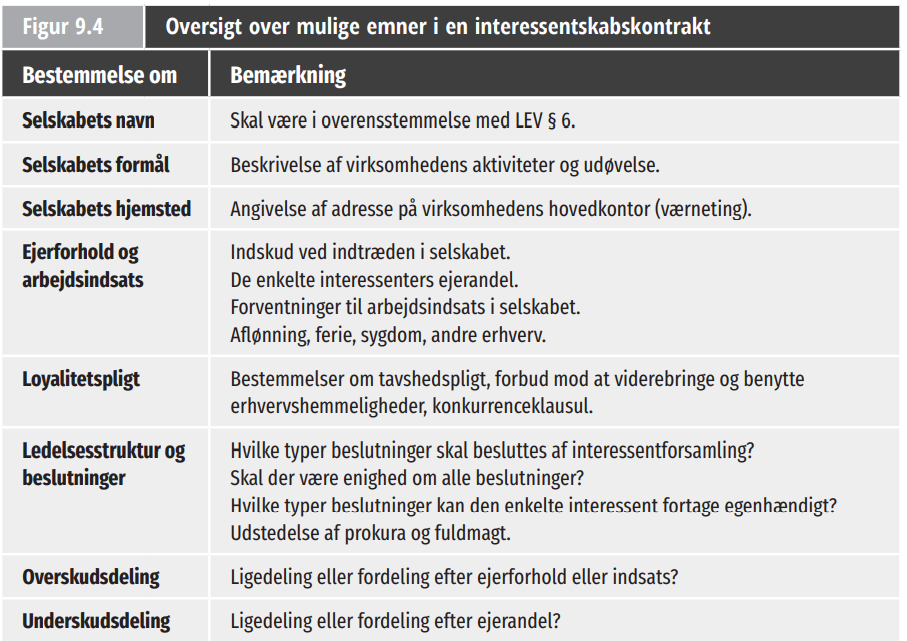 Figur 9.4 Oversigt over mulige emner i en interessentskabskontrakt
Bestemmelse om Bemærkning
Selskabets navn Skal være i overensstemmelse med LEV § 6.
Selskabets formål Beskrivelse af virksomhedens aktiviteter og udøvelse.
Selskabets hjemsted Angivelse af adresse på virksomhedens hovedkontor (værneting).
Ejerforhold og
arbejdsindsats
Indskud ved indtræden i selskabet.
De enkelte interessenters ejerandel.
Forventninger til arbejdsindsats i selskabet.
Aflønning, ferie, sygdom, andre erhverv.
Loyalitetspligt
Bestemmelser om tavshedspligt, forbud mod at viderebringe og benytte
erhvervshemmeligheder, konkurrenceklausul.
Ledelsesstruktur og
beslutninger
Hvilke typer beslutninger skal besluttes af interessentforsamling?
Skal der være enighed om alle beslutninger?
Hvilke typer beslutninger kan den enkelte interessent fortage egenhændigt?
Udstedelse af prokura og fuldmagt.
Overskudsdeling Ligedeling eller fordeling efter ejerforhold eller indsats?
Underskudsdeling Ligedeling eller fordeling efter ejerandel?